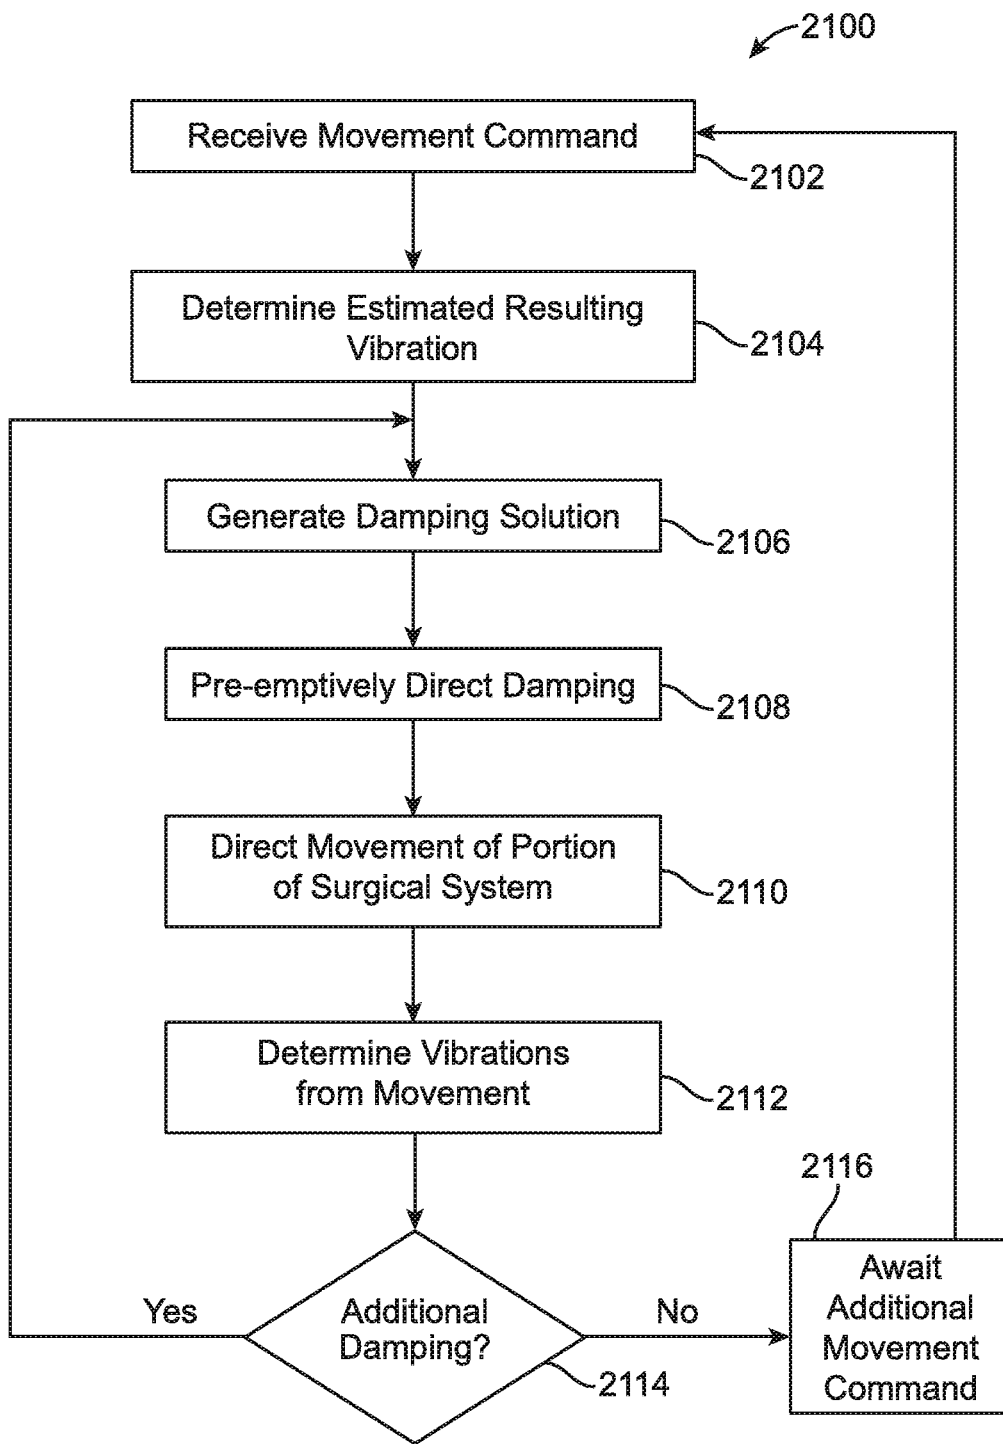 2100
Receive Movement Command
2102
Determine Estimated Resulting
Vibration
2104
Generate Damping Solution
2106
Pre-emptively Direct Damping
2108
Direct Movement of Portion
of Surgical System
2110
Determine Vibrations
from Movement
2112
Additional
Damping?
2114
Yes
No
2116
Await
Additional
Movement
Command